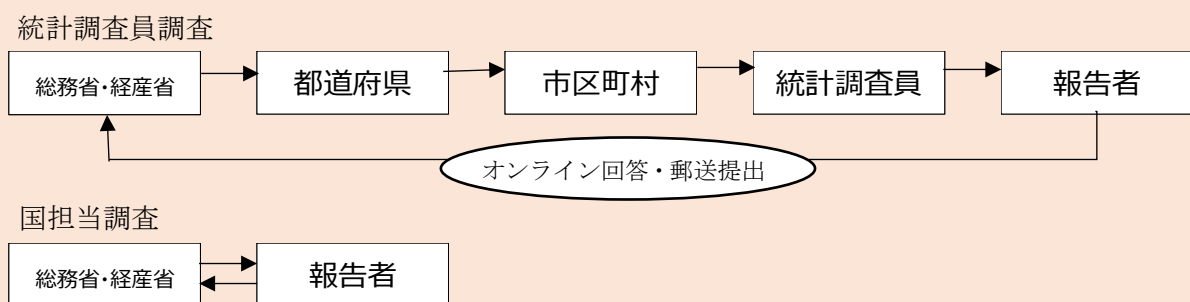 統計調査員調査
総務省・経産省
都道府県
市区町村
統計調査員
報告者
オンライン回答・郵送提出
国担当調査
総務省・経産省
報告者